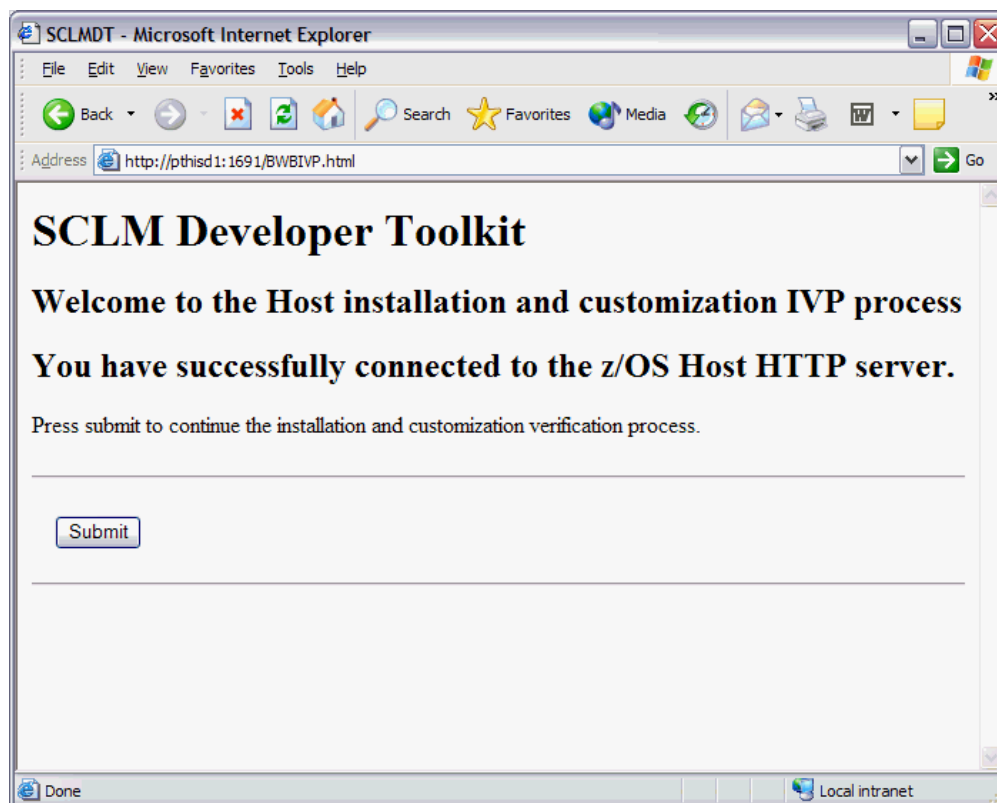 SCLMDT - Microsoft Internet Explorer
File Edit View Favorites Tools Help
Back Search Favorites Media
Address http://pthisd1:1691/BWBIVP.html Go
SCLM Developer Toolkit
Welcome to the Host installation and customization IVP process
You have successfully connected to the z/OS Host HTTP server.
Press submit to continue the installation and customization verification process.
Submit
Done Local intranet